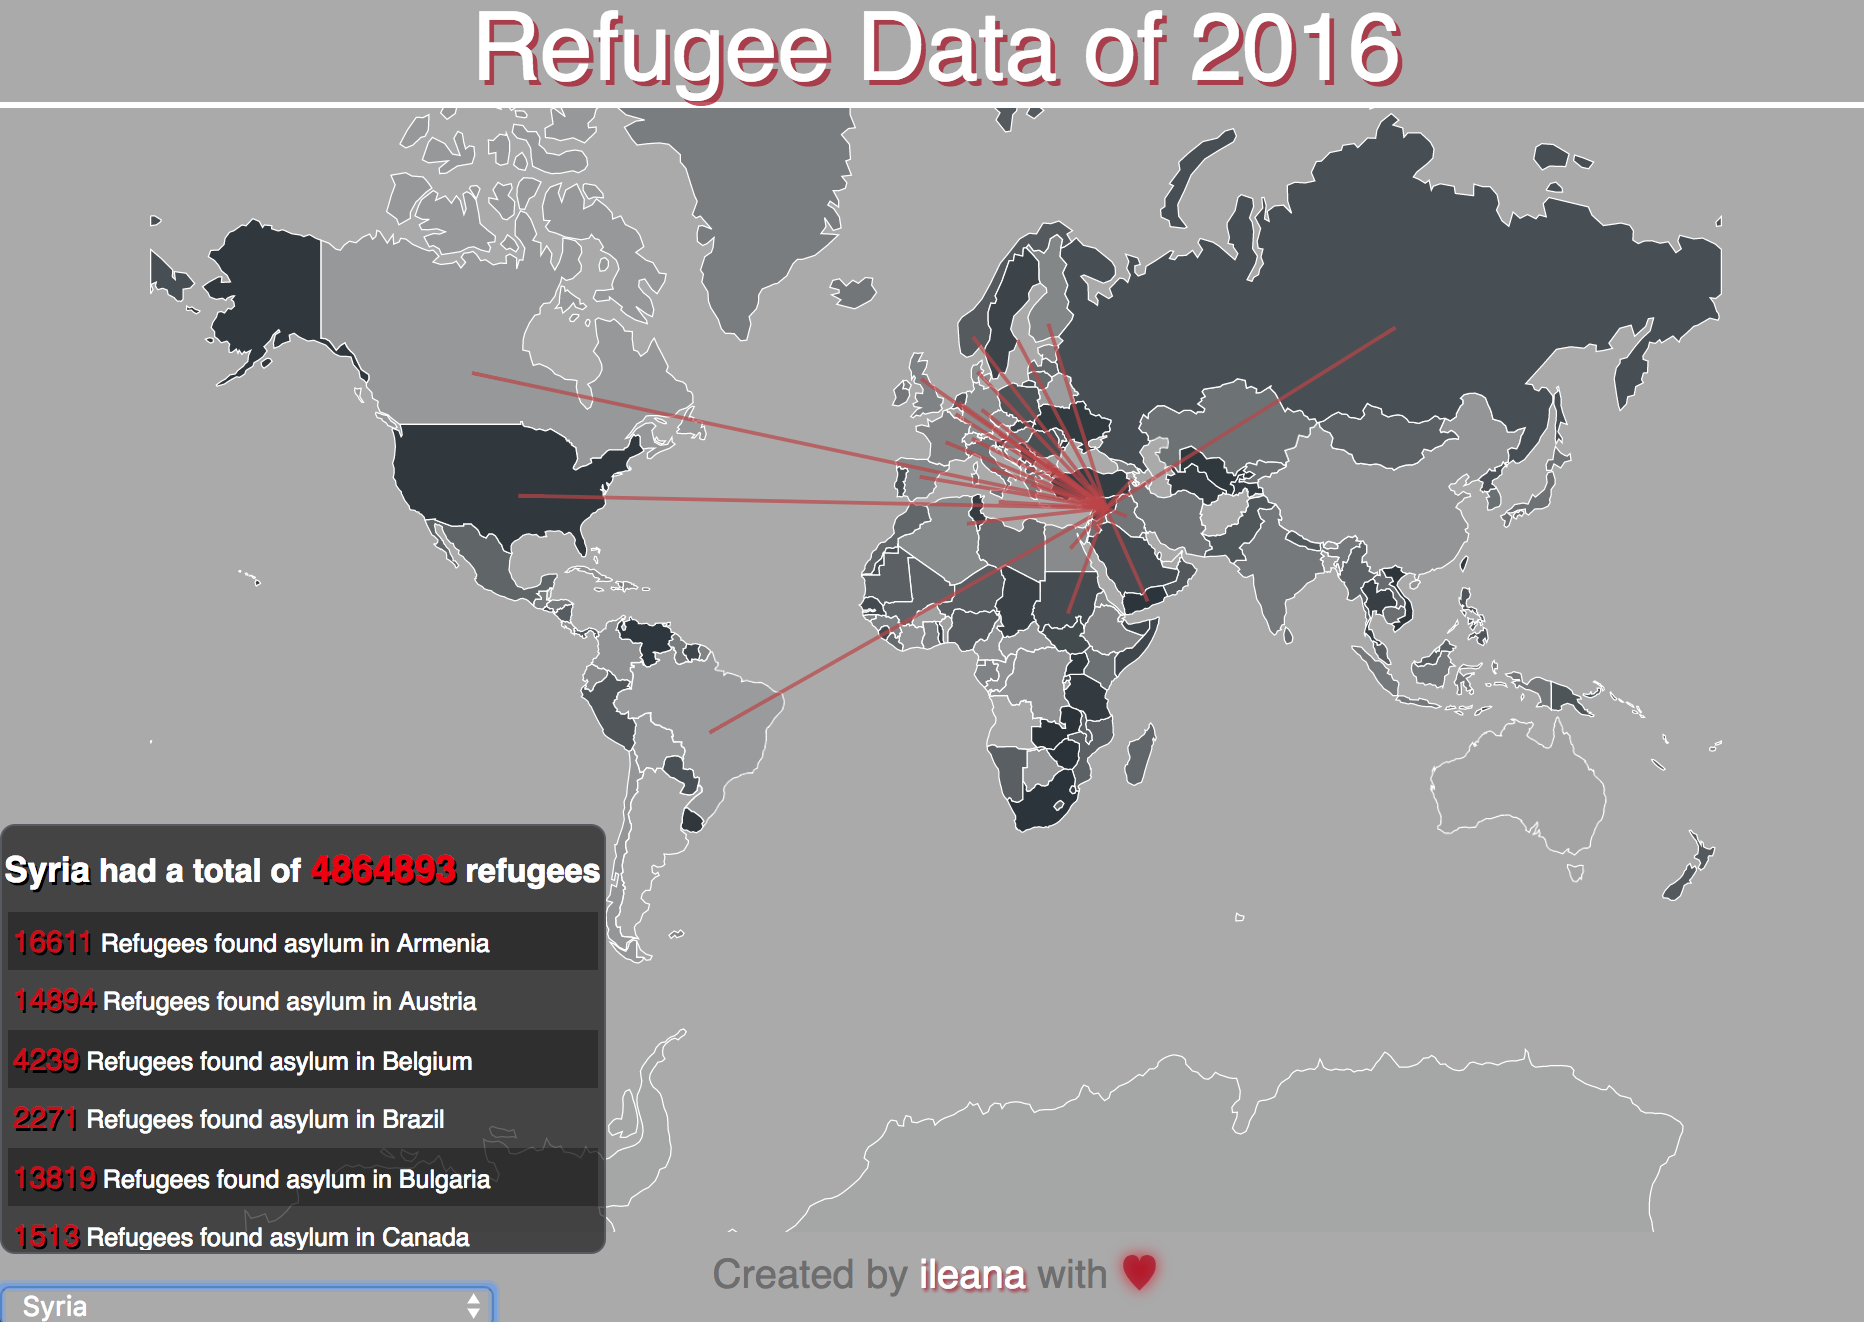 Refugee Data of 2016
Syria had a total of 4864893 refugees
16611 Refugees found asylum in Armenia
14894 Refugees found asylum in Austria
4239 Refugees found asylum in Belgium
2271 Refugees found asylum in Brazil
13819 Refugees found asylum in Bulgaria
1513 Refugees found asylum in Canada
Created by ileana with
Syria